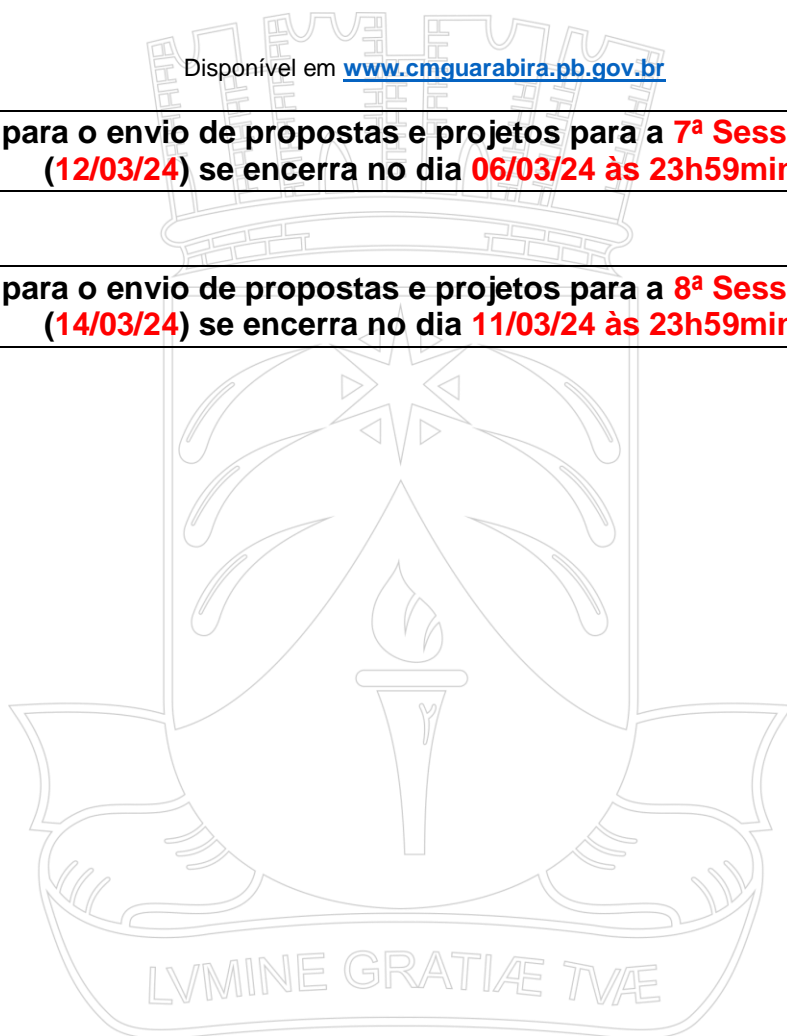 Disponível em www.cmguarabira.pb.gov.br
para o envio de propostas e projetos para a 7ª Sess
(12/03/24) se encerra no dia 06/03/24 às 23h59min
para o envio de propostas e projetos para a 8ª Sess
(14/03/24) se encerra no dia 11/03/24 às 23h59min
LVMINE GRATIÆ TVÆ